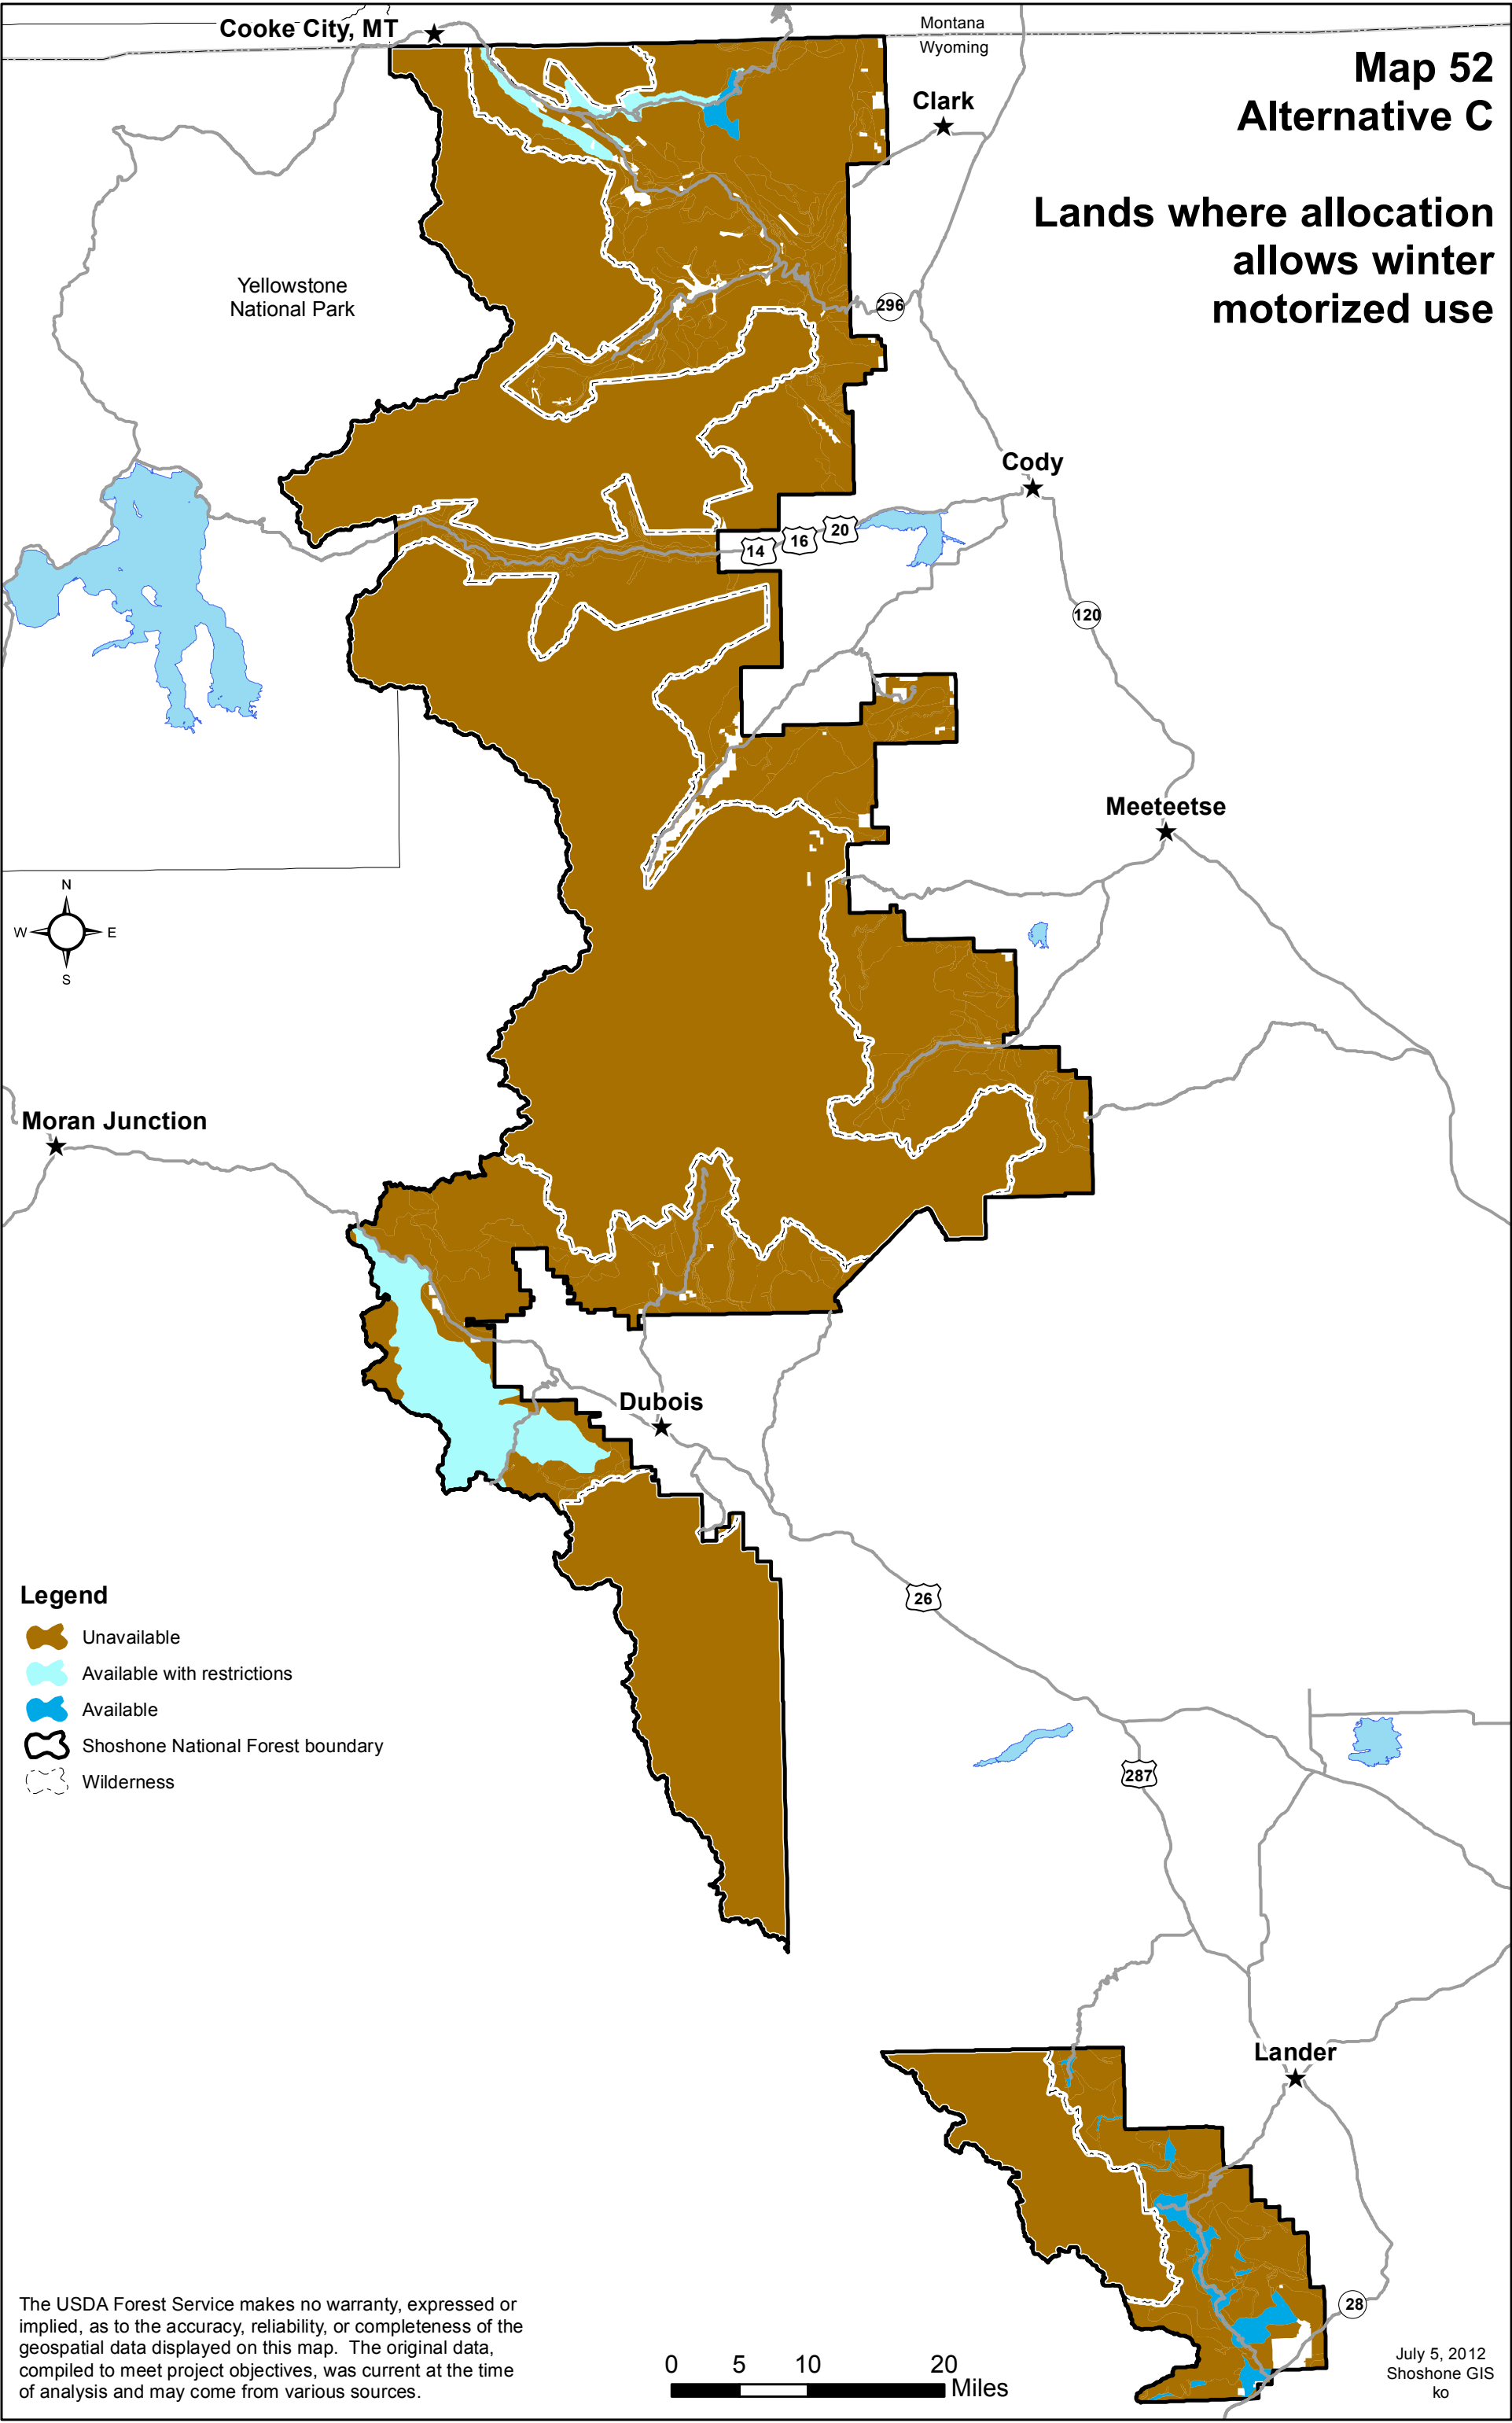 Cooke City, MT
Montana
Wyoming
Map 52
Alternative C
Clark
Lands where allocation
allows winter
motorized use
Yellowstone
National Park
296
Cody
14
16
20
120
Meeteetse
N
W
E
S
Moran Junction
Dubois
26
Legend
Unavailable
Available with restrictions
Available
Shoshone National Forest boundary
Wilderness
287
Lander
28
The USDA Forest Service makes no warranty, expressed or
implied, as to the accuracy, reliability, or completeness of the
geospatial data displayed on this map. The original data,
compiled to meet project objectives, was current at the time
of analysis and may come from various sources.
0 5 10 20
Miles
July 5, 2012
Shoshone GIS
ko